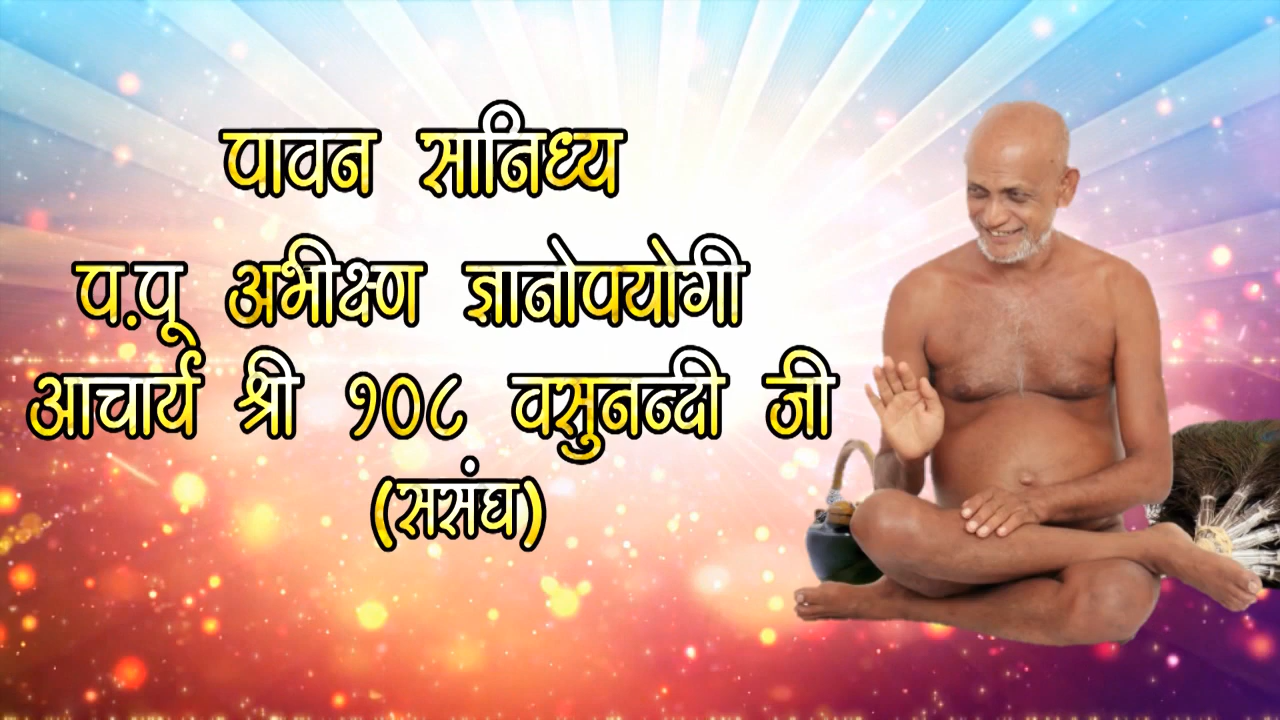 पावन सानिध्य
प.पू अभीक्ष्ण ज्ञानोपयोगी
आचार्य श्री १०८ वसुनन्दी जी
(ससंघ)